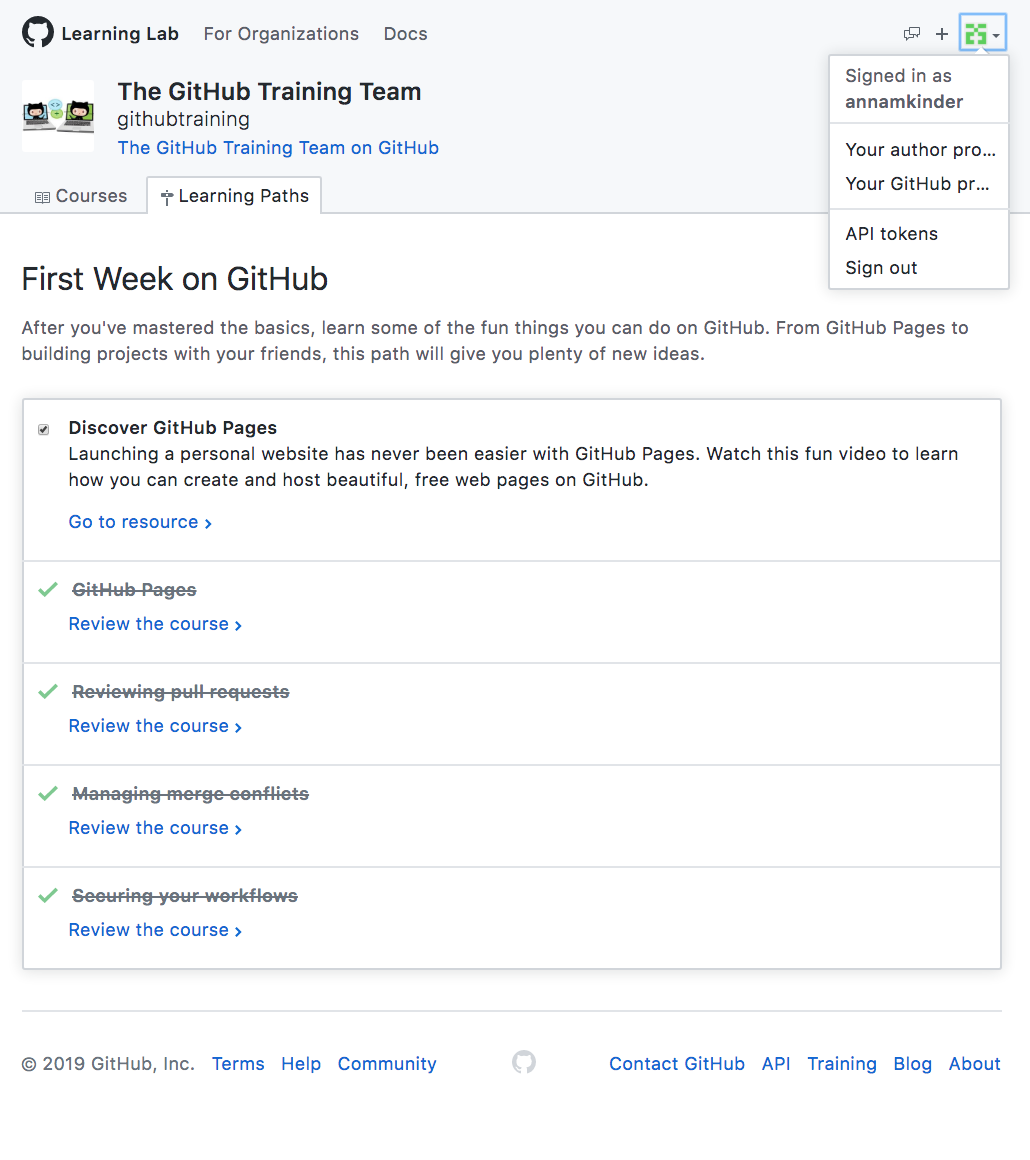 Learning Lab For Organizations Docs
Signed in as
annamkinder
Your author pro...
Your GitHub pr...
API tokens
Sign out
The GitHub Training Team
githubtraining
The GitHub Training Team on GitHub
Courses Learning Paths
First Week on GitHub
After you've mastered the basics, learn some of the fun things you can do on GitHub. From GitHub Pages to
building projects with your friends, this path will give you plenty of new ideas.
Discover GitHub Pages
Launching a personal website has never been easier with GitHub Pages. Watch this fun video to learn
how you can create and host beautiful, free web pages on GitHub.
Go to resource
GitHub Pages
Review the course
Reviewing pull requests
Review the course
Managing merge conflicts
Review the course
Securing your workflows
Review the course
© 2019 GitHub, Inc. Terms Help Community Contact GitHub API Training Blog About